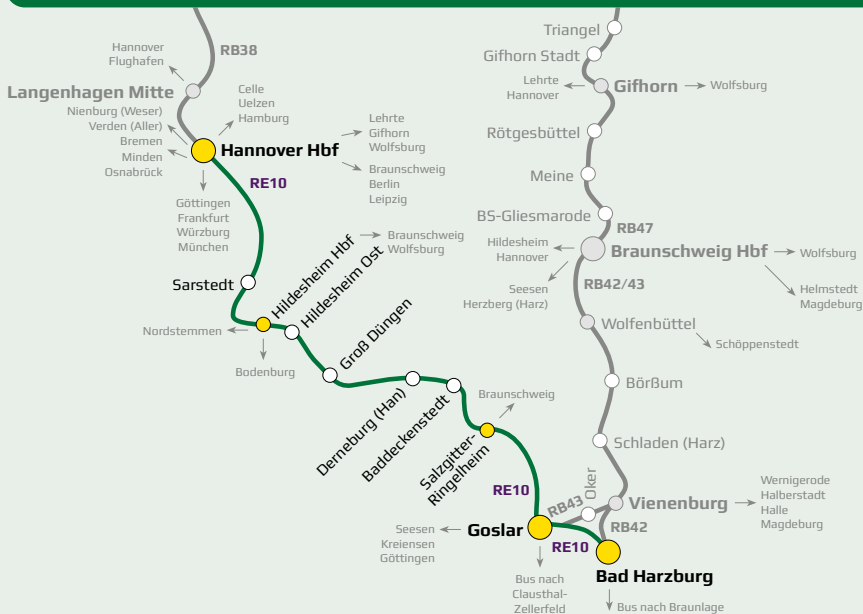 Hannover
Flughafen
RB38
Langenhagen Mitte
Nienburg (Weser)
Verden (Aller)
Bremen
Minden
Osnabrück
Celle
Uelzen
Hamburg
Hannover Hbf
Lehrte
Gifhorn
Wolfsburg
Braunschweig
Berlin
Leipzig
RE10
Göttingen
Frankfurt
Würzburg
München
Sarstedt
Hildesheim Hbf
Braunschweig
Wolfsburg
Hildesheim Ost
Nordstemmen
Bodenburg
Groß Düngen
Derneburg (Han)
Baddeckenstedt
Braunschweig
Salzgitter-
Ringelheim
RE10
Triangel
Gifhorn Stadt
Lehrte
Hannover
Gifhorn
Wolfsburg
Rötgesbüttel
Meine
BS-Gliesmarode
RB47
Hildesheim
Hannover
Braunschweig Hbf
Wolfsburg
Seesen
Herzberg (Harz)
RB42/43
Helmstedt
Magdeburg
Wolfenbüttel
Schöppenstedt
Börßum
Schladen (Harz)
Oker
RB43
Vienenburg
Wernigerode
Halberstadt
Halle
Magdeburg
RB42
Seesen
Kreiensen
Göttingen
Goslar
RE10
Bad Harzburg
Bus nach
Clausthal-
Zellerfeld
Bus nach Braunlage